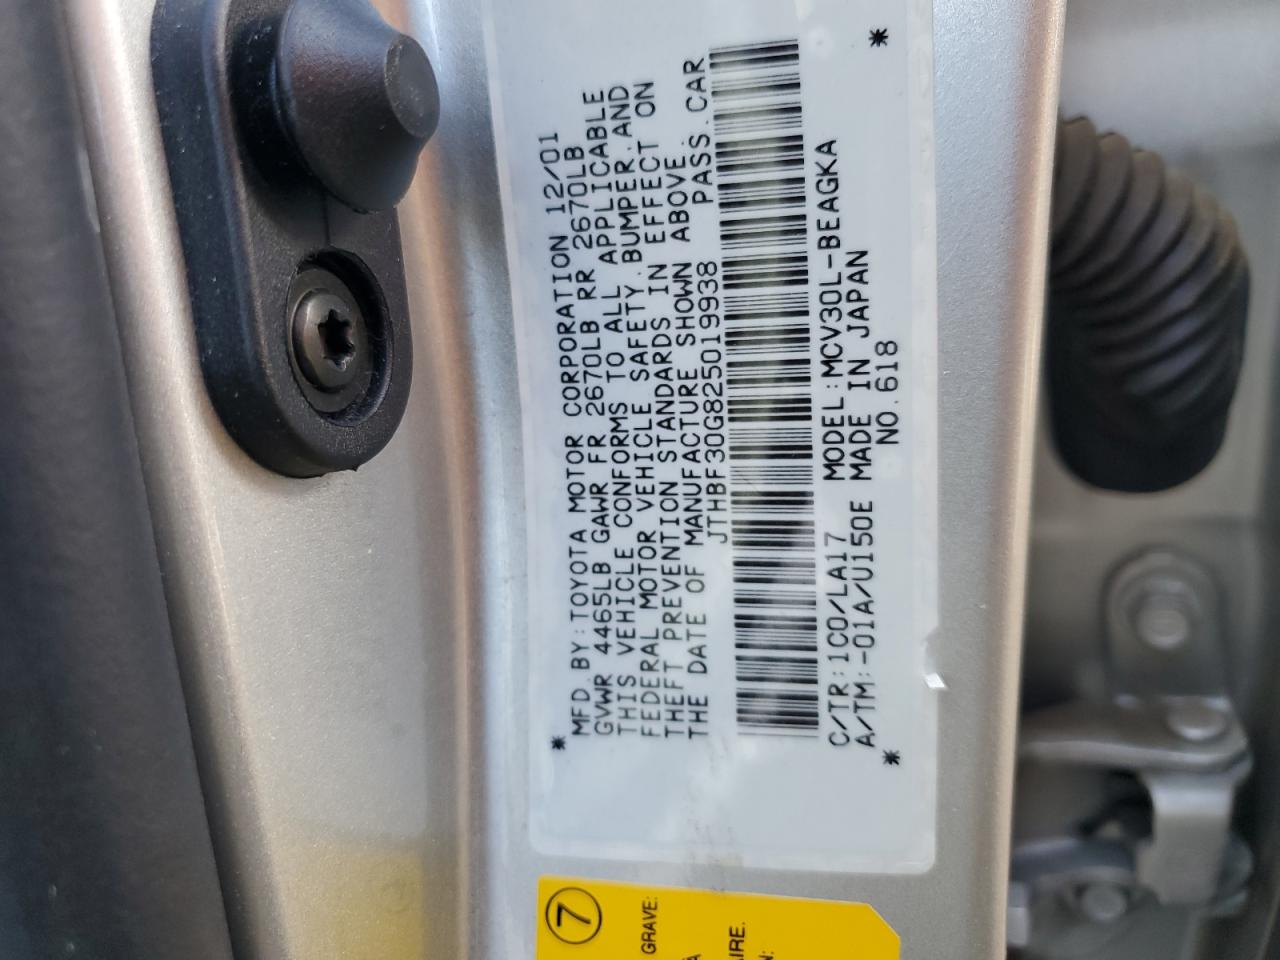 *
MFD. BY:TOYOTA MOTOR CORPORATION 12/01
GVWR 4465LB GAWR FR 2670LB RR 2670LB
THIS VEHICLE CONFORMS TO ALL APPLICABLE
FEDERAL MOTOR VEHICLE SAFETY,BUMPER,AND
THEFT PREVENTION STANDARDS IN EFFECT ON
THE DATE OF MANUFACTURE SHOWN ABOVE.
JTHBF30G825019938 PASS. CAR
C/TR:1C0/LA17 MODEL:MCV30L-BEAGKA
A/TM:-01A/U150E MADE IN JAPAN
* NO.618 *
7
GRAVE:
AIRE.